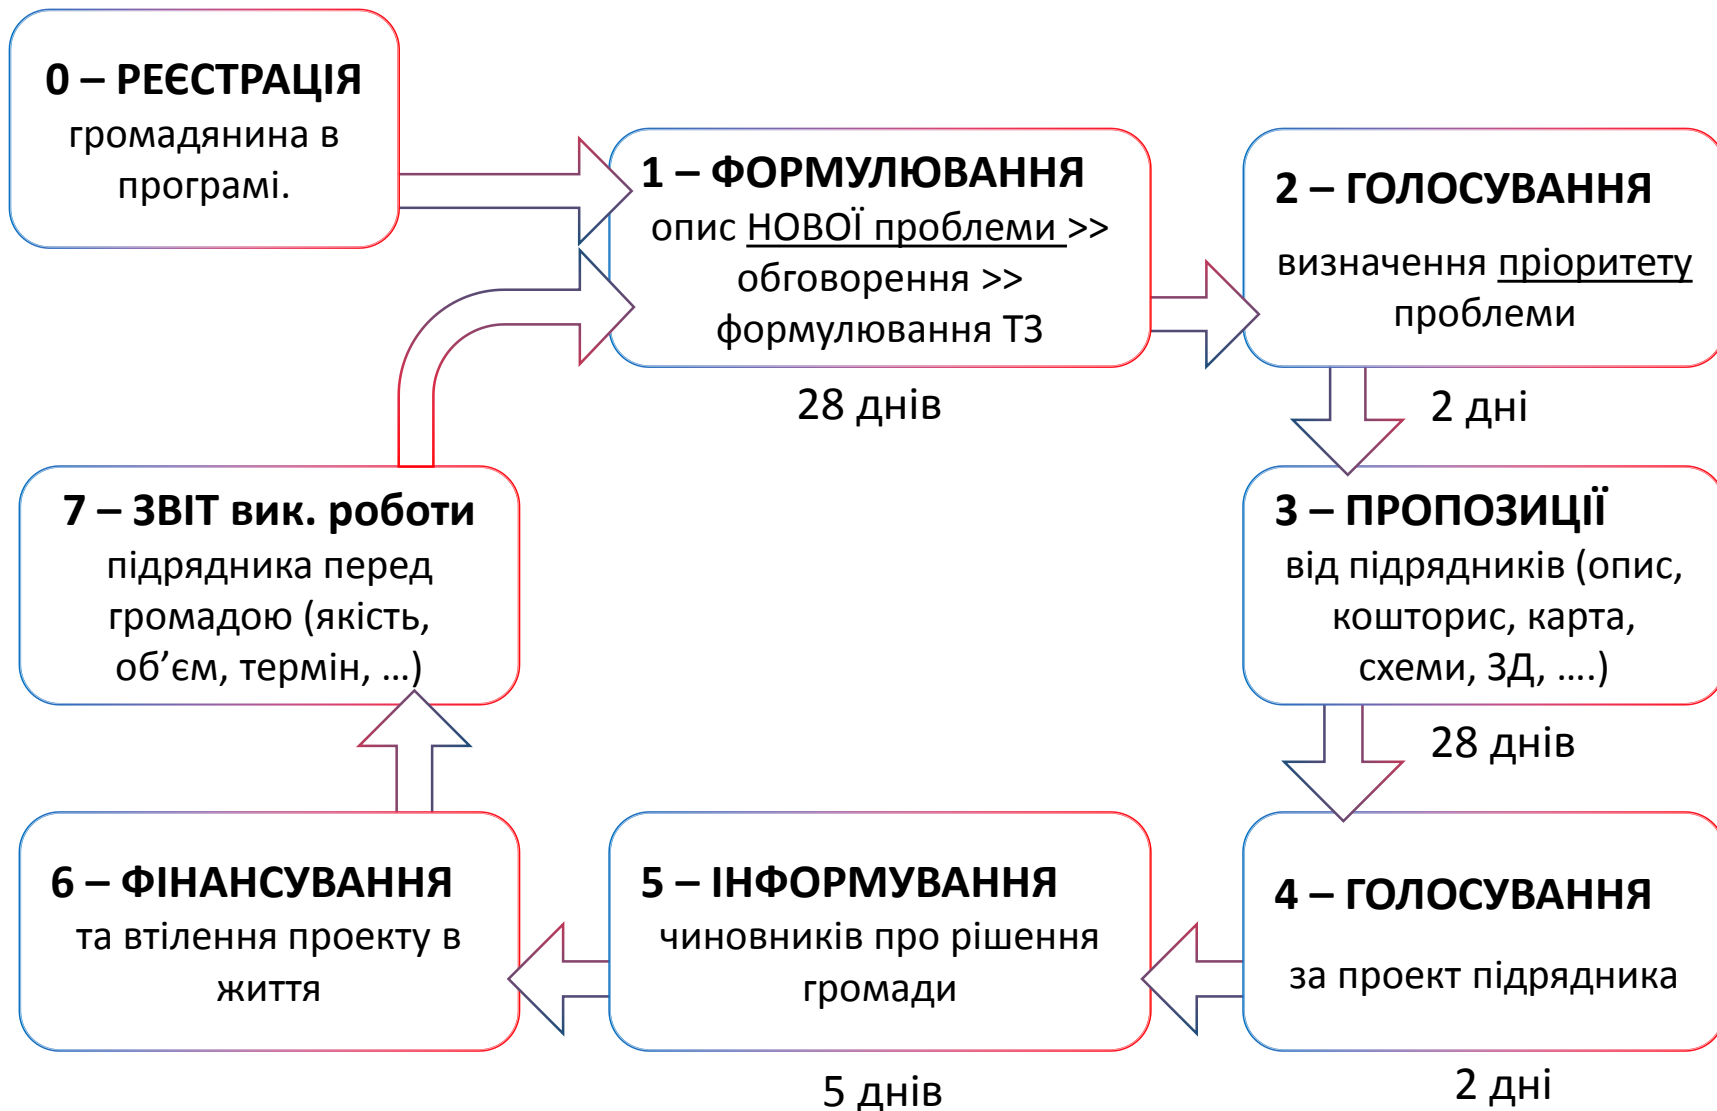 0 – РЕЄСТРАЦІЯ
громадянина в
програмі.
1 – ФОРМУЛЮВАННЯ
опис НОВОЇ проблеми >>
обговорення >>
формулювання ТЗ
28 днів
2 – ГОЛОСУВАННЯ
визначення пріоритету
проблеми
2 дні
3 – ПРОПОЗИЦІЇ
від підрядників (опис,
кошторис, карта,
схеми, 3Д, ….)
28 днів
4 – ГОЛОСУВАННЯ
за проект підрядника
2 дні
5 – ІНФОРМУВАННЯ
чиновників про рішення
громади
5 днів
6 – ФІНАНСУВАННЯ
та втілення проекту в
життя
7 – ЗВІТ вик. роботи
підрядника перед
громадою (якість,
об’єм, термін, …)